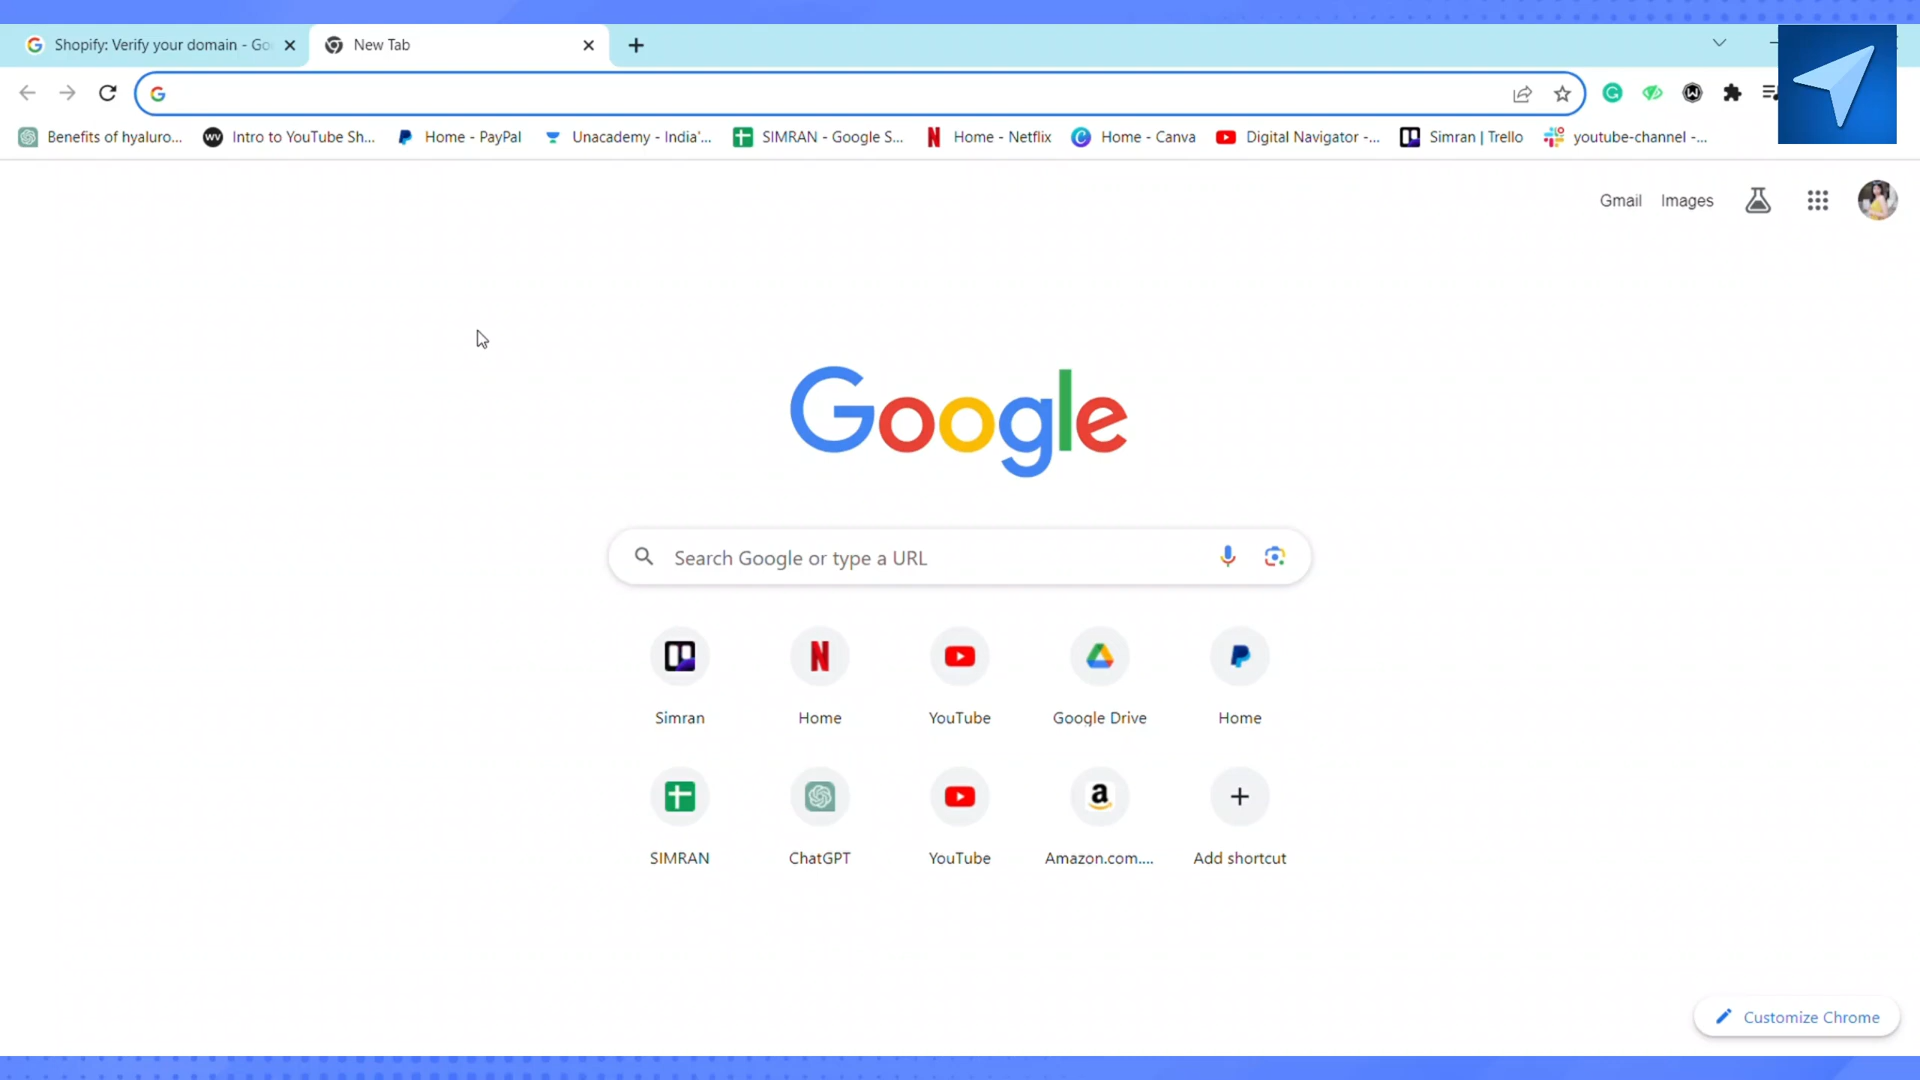 Shopify: Verify your domain - Go
New Tab
Benefits of hyaluro...
Intro to YouTube Sh...
Home - PayPal
Unacademy - India'...
SIMRAN - Google S...
Home - Netflix
Home - Canva
Digital Navigator -...
Simran | Trello
youtube-channel -...
Gmail
Images
Google
Search Google or type a URL
Simran
Home
YouTube
Google Drive
Home
SIMRAN
ChatGPT
YouTube
Amazon.com....
Add shortcut
Customize Chrome